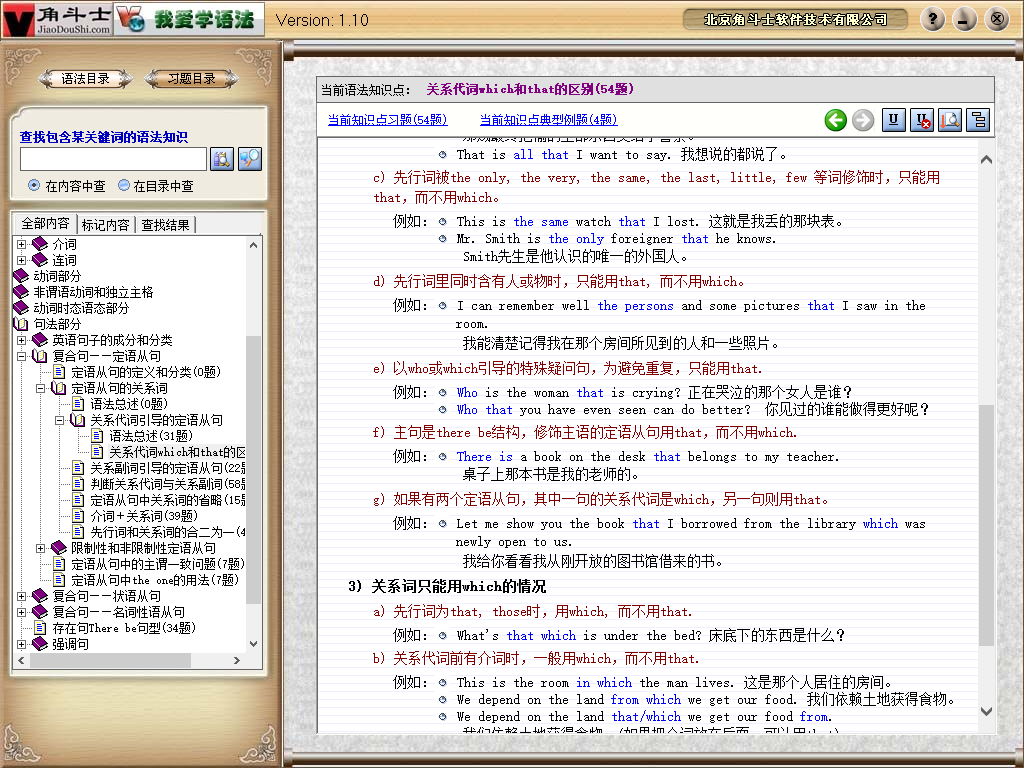 角斗士
JiaoDouShi.com
我爱学语法
Version: 1.10
北京角斗士软件技术有限公司
语法目录
习题目录
查找包含某关键词的语法知识
在内容中查
在目录中查
全部内容
标记内容
查找结果
介词
连词
动词部分
非谓语动词和独立主格
动词时态语态部分
句法部分
英语句子的成分和分类
复合句——定语从句
定语从句的定义和分类(0题)
定语从句的关系词
语法总述(0题)
关系代词引导的定语从句
语法总述(31题)
关系代词which和that的区
关系副词引导的定语从句(22题
判断关系代词与关系副词(58题
定语从句中关系词的省略(15题
介词+关系词(39题)
先行词和关系词的合二为一(4
限制性和非限制性定语从句
定语从句中的主谓一致问题(7题)
定语从句中the one的用法(7题)
复合句——状语从句
复合句——名词性语从句
存在句There be句型(34题)
强调句
当前语法知识点: 关系代词which和that的区别(54题)
当前知识点习题(54题)
当前知识点典型例题(4题)
That is all that I want to say. 我想说的都说了。
c) 先行词被the only, the very, the same, the last, little, few 等词修饰时,只能用
that,而不用which。
例如: This is the same watch that I lost. 这就是我丢的那块表。
Mr. Smith is the only foreigner that he knows.
Smith先生是他认识的唯一的外国人。
d) 先行词里同时含有人或物时,只能用that, 而不用which。
例如: I can remember well the persons and some pictures that I saw in the
room.
我能清楚记得我在那个房间所见到的人和一些照片。
e) 以who或which引导的特殊疑问句,为避免重复,只能用that.
例如: Who is the woman that is crying? 正在哭泣的那个女人是谁?
Who that you have even seen can do better? 你见过的谁能做得更好呢?
f) 主句是there be结构,修饰主语的定语从句用that,而不用which.
例如: There is a book on the desk that belongs to my teacher.
桌子上那本书是我的老师的。
g) 如果有两个定语从句,其中一句的关系代词是which, 另一句则用that。
例如: Let me show you the book that I borrowed from the library which was
newly open to us.
我给你看看我从刚开放的图书馆借来的书。
3) 关系词只能用which的情况
a) 先行词为that, those时, 用which, 而不用that.
例如: What's that which is under the bed? 床底下的东西是什么?
b) 关系代词前有介词时,一般用which,而不用that.
例如: This is the room in which the man lives. 这是那个人居住的房间。
We depend on the land from which we get our food. 我们依赖土地获得食物。
We depend on the land that/which we get our food from.